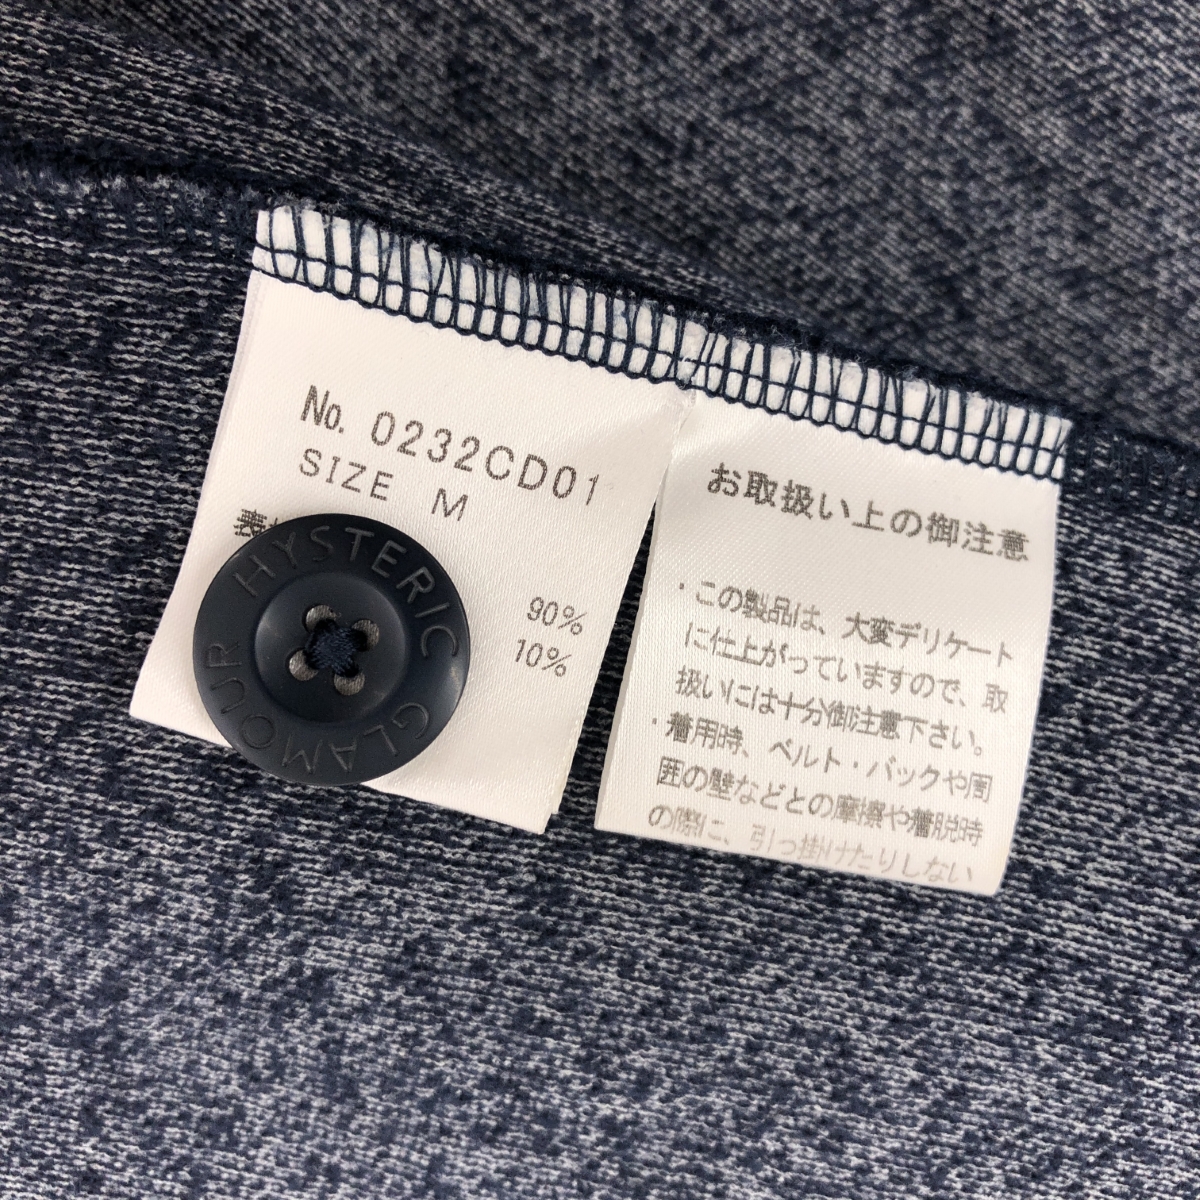 No. 0232CD01
SIZE M
表
90%
10%
HYSTERIC GLAMOUR
お取扱い上の御注意
・この製品は、大変デリケート
に仕上がっていますので、取
扱いには十分御注意下さい。
・着用時、ベルト・バックや周
囲の壁などとの摩擦や着脱時
の際に、引っ掛けたりしない